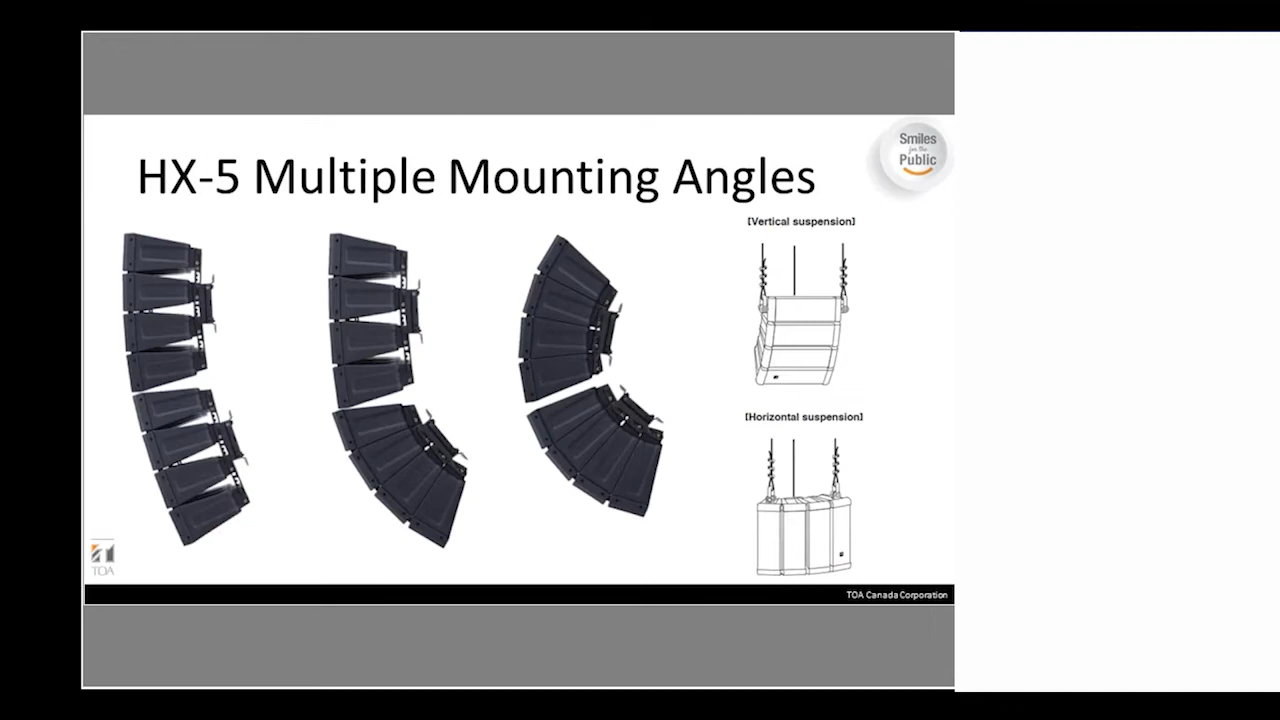 Smiles
for the
Public
HX-5 Multiple Mounting Angles
[Vertical suspension]
[Horizontal suspension]
TOA
TOA Canada Corporation